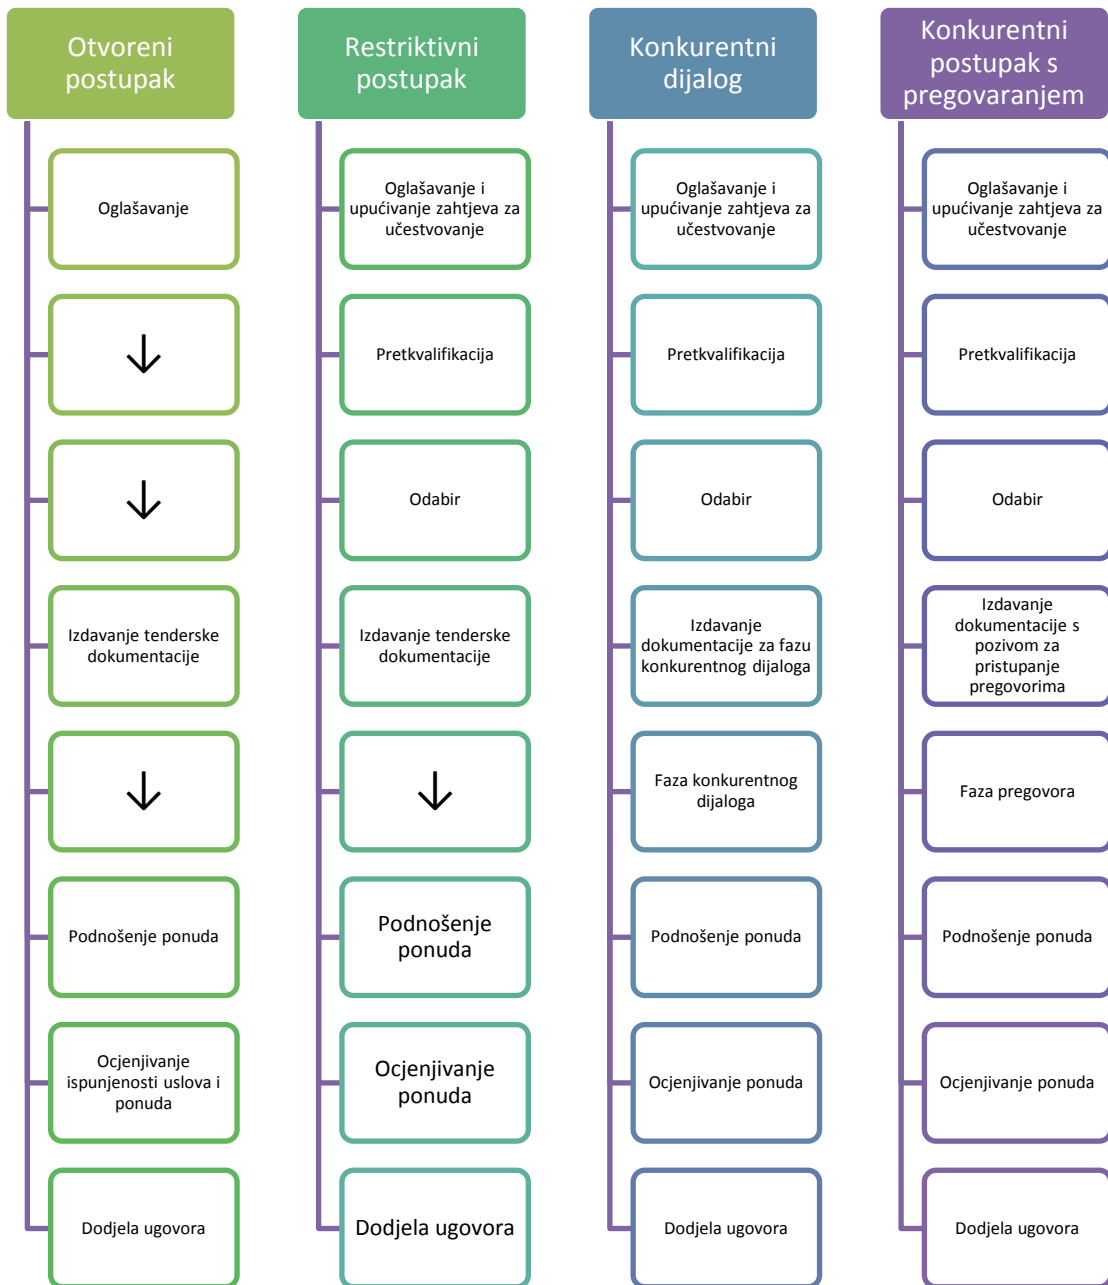 Otvoreni
postupak
Oglašavanje
↓
↓
Izdavanje tenderske
dokumentacije
↓
Podnošenje ponuda
Ocjenjivanje
ispunjenosti uslova i
ponuda
Dodjela ugovora
Restriktivni
postupak
Oglašavanje i
upućivanje zahtjeva za
učestvovanje
Pretkvalifikacija
Odabir
Izdavanje tenderske
dokumentacije
↓
Podnošenje
ponuda
Ocjenjivanje
ponuda
Dodjela ugovora
Konkurentni
dijalog
Oglašavanje i
upućivanje zahtjeva za
učestvovanje
Pretkvalifikacija
Odabir
Izdavanje
dokumentacije za fazu
konkurentnog dijaloga
Faza konkurentnog
dijaloga
Podnošenje ponuda
Ocjenjivanje ponuda
Dodjela ugovora
Konkurentni
postupak s
pregovaranjem
Oglašavanje i
upućivanje zahtjeva za
učestvovanje
Pretkvalifikacija
Odabir
Izdavanje
dokumentacije s
pozivom za
pristupanje
pregovorima
Faza pregovora
Podnošenje ponuda
Ocjenjivanje ponuda
Dodjela ugovora